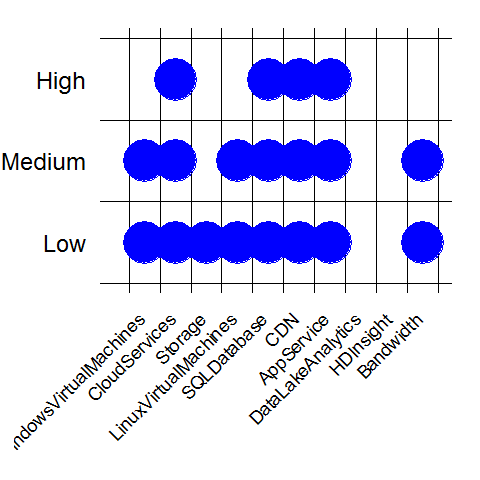 High
Medium
Low
ndowsVirtualMachines
CloudServices
Storage
LinuxVirtualMachines
SQLDatabase
CDN
AppService
DataLakeAnalytics
HDInsight
Bandwidth